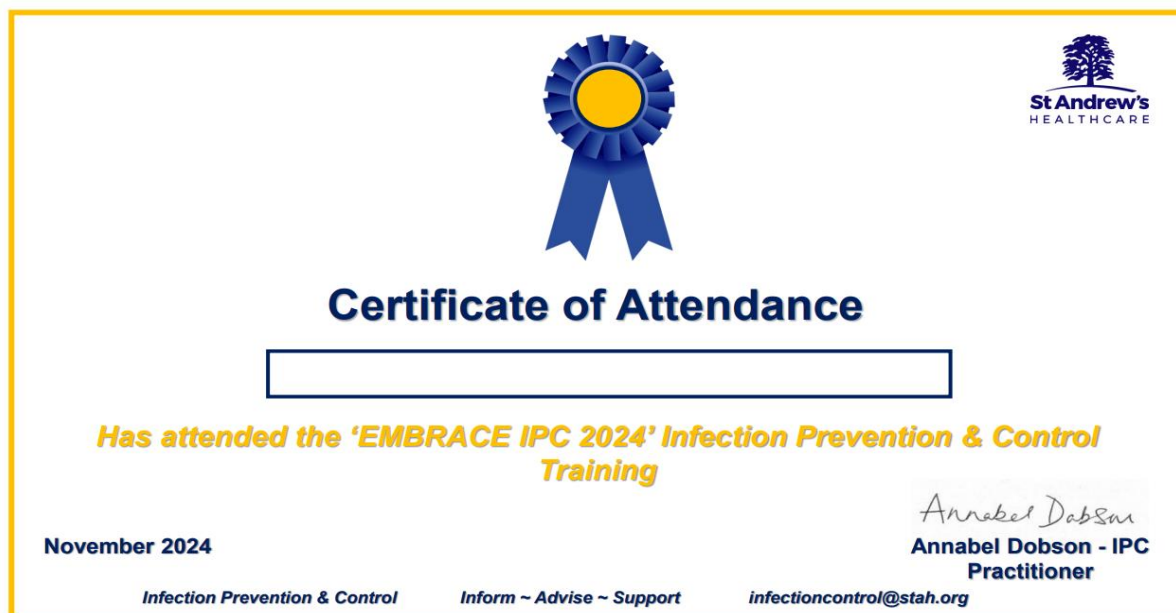 St Andrew's
HEALTHCARE
Certificate of Attendance
Has attended the ‘EMBRACE IPC 2024’ Infection Prevention & Control
Training
Annabel Dobson
November 2024
Annabel Dobson - IPC
Practitioner
Infection Prevention & Control Inform ~ Advise ~ Support infectioncontrol@stah.org